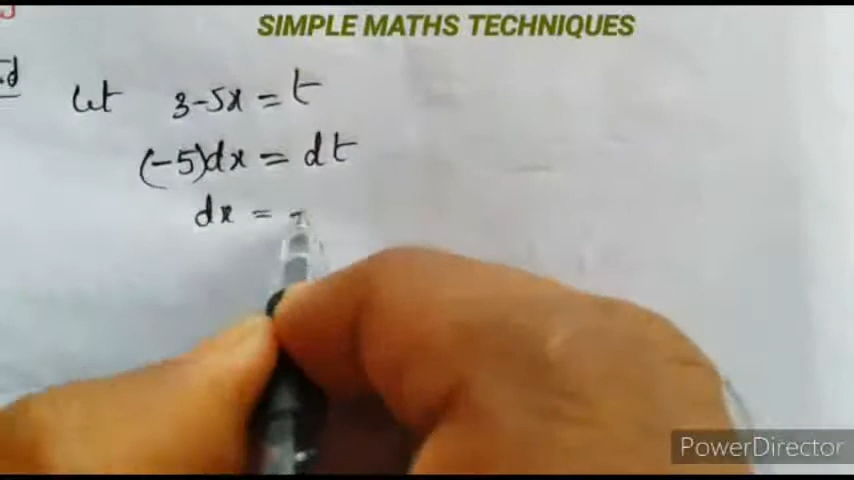 SIMPLE MATHS TECHNIQUES
Let 3-5x = t
(-5)dx = dt
dx = -
PowerDirector